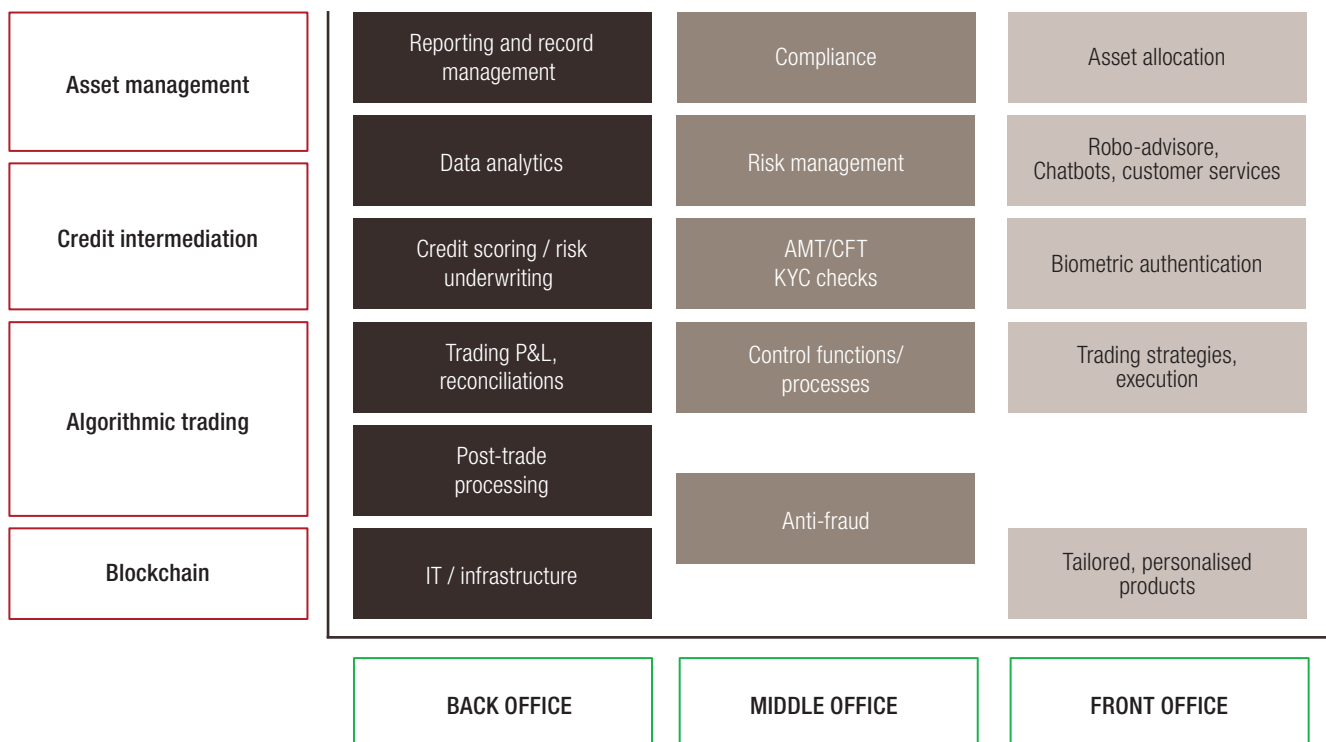 Asset management
Reporting and record
management
Compliance
Asset allocation
Data analytics
Risk management
Robo-advisore,
Chatbots, customer services
Credit intermediation
Credit scoring / risk
underwriting
AMT/CFT
KYC checks
Biometric authentication
Algorithmic trading
Trading P&L,
reconciliations
Control functions/
processes
Trading strategies,
execution
Post-trade
processing
Anti-fraud
Blockchain
IT / infrastructure
Tailored, personalised
products
BACK OFFICE
MIDDLE OFFICE
FRONT OFFICE